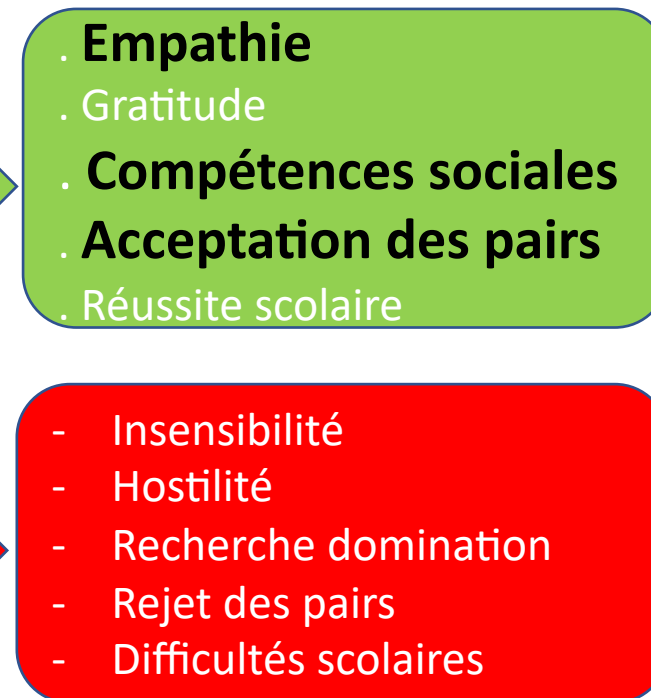 . Empathie
. Gratitude
. Compétences sociales
. Acceptation des pairs
. Réussite scolaire
- Insensibilité
- Hostilité
- Recherche domination
- Rejet des pairs
- Difficultés scolaires